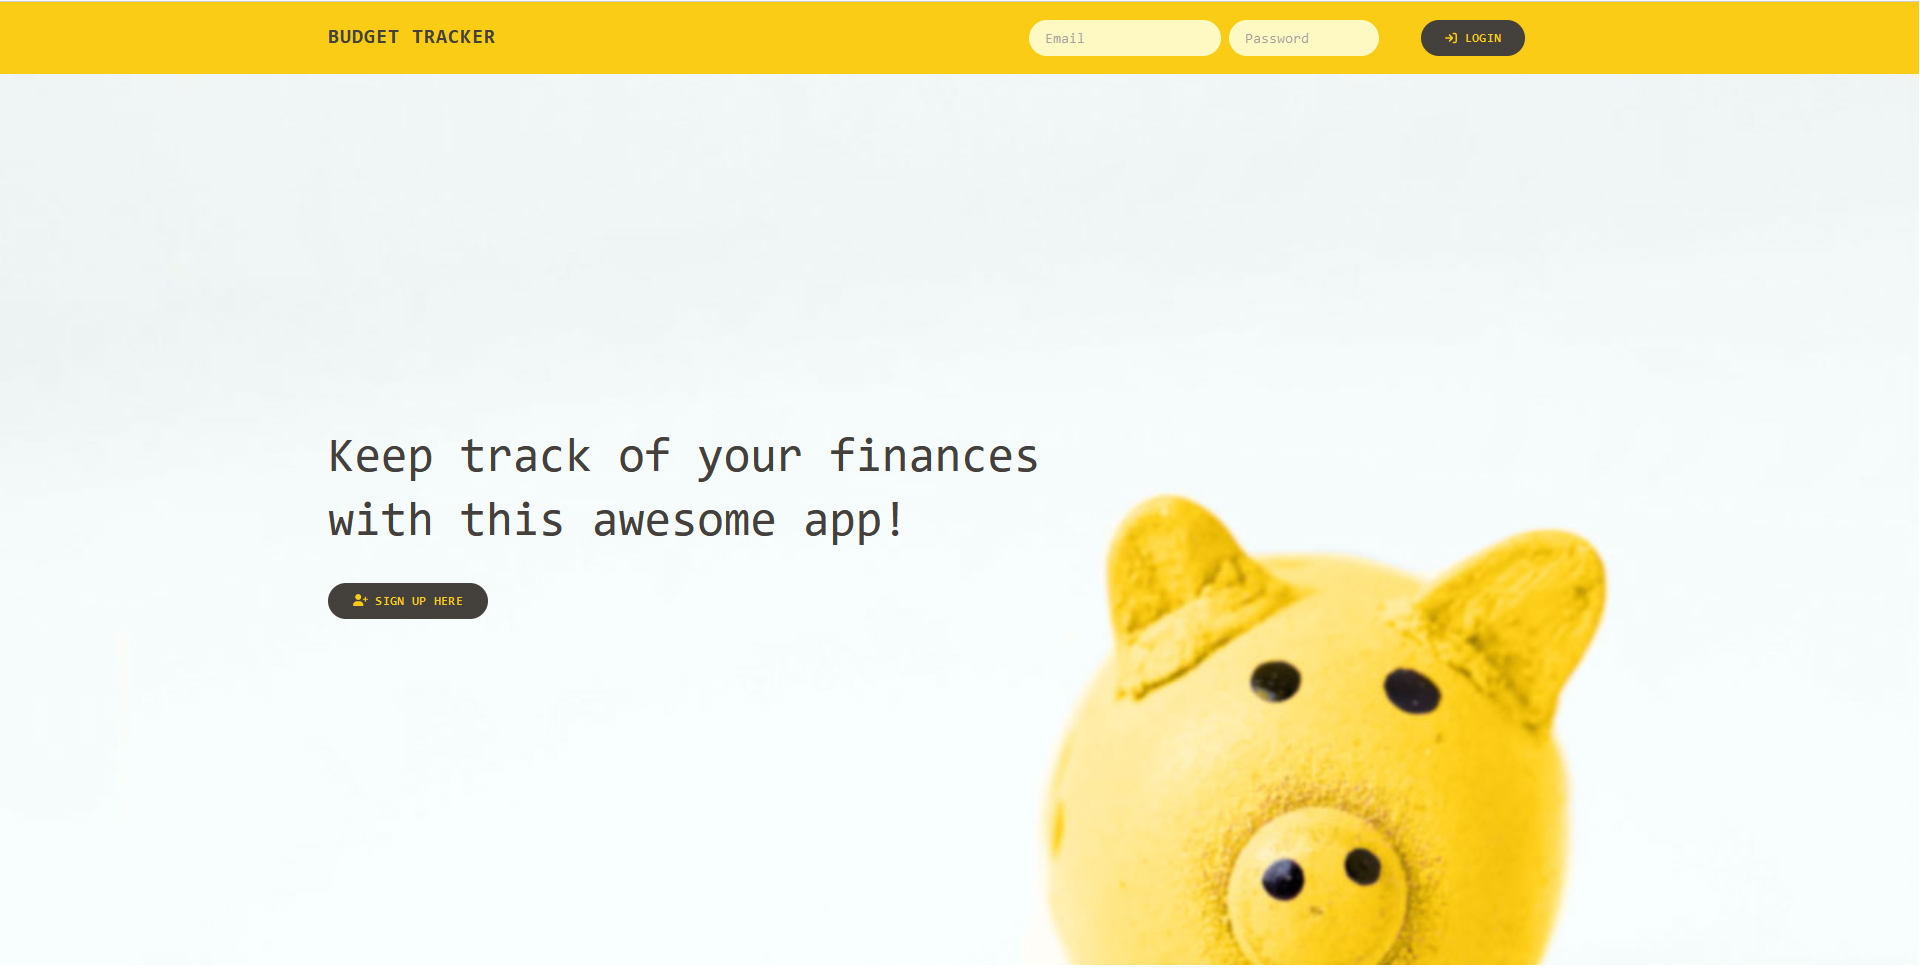 BUDGET TRACKER
Email
Password
LOGIN
Keep track of your finances
with this awesome app!
SIGN UP HERE